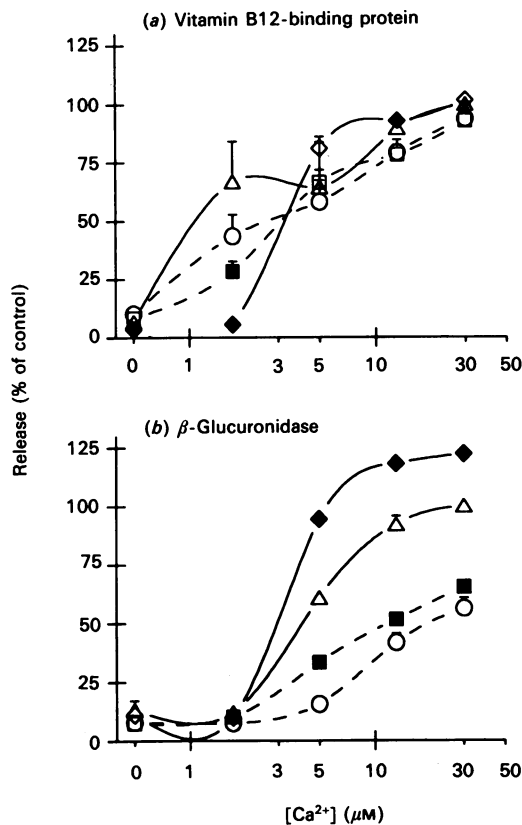 (a) Vitamin B12-binding protein
125
100
75
50
25
0
0 1 3 5 10 30 50
Release (% of control)
(b) β-Glucuronidase
125
100
75
50
25
0
0 1 3 5 10 30 50
[Ca²⁺] (μM)